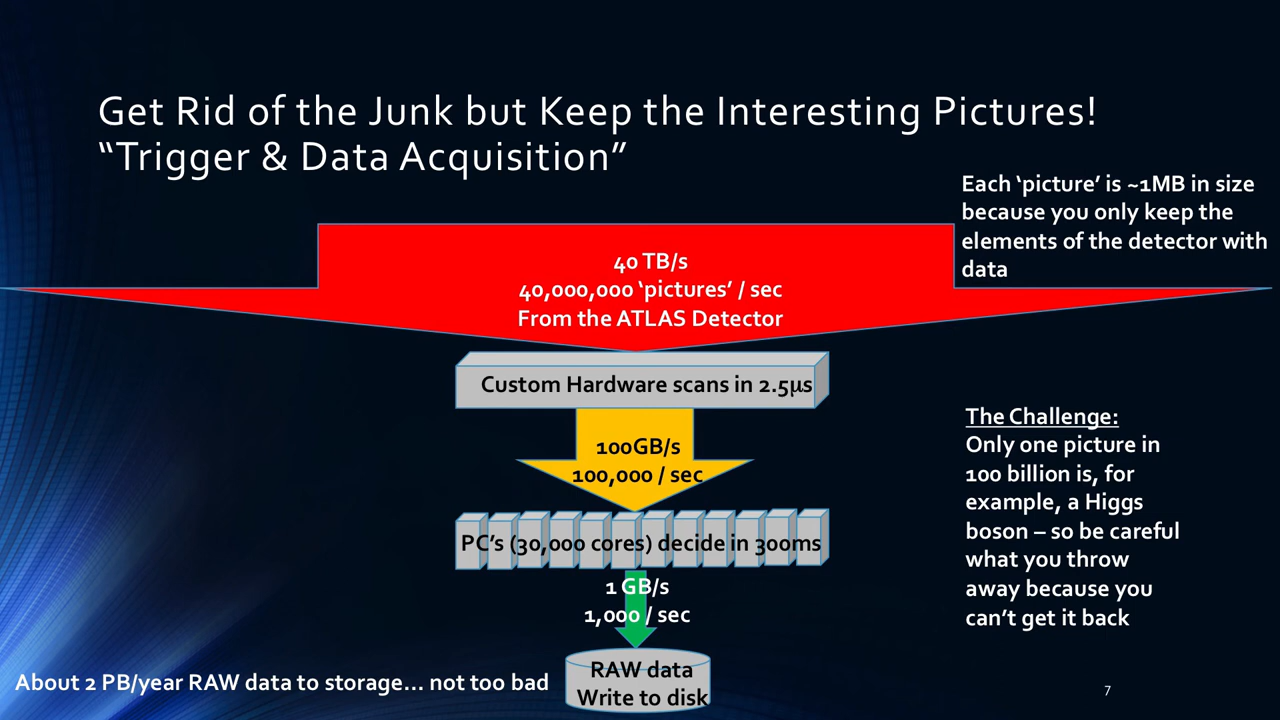 Get Rid of the Junk but Keep the Interesting Pictures!
“Trigger & Data Acquisition”
Each ‘picture’ is ~1MB in size
because you only keep the
elements of the detector with
data
40 TB/s
40,000,000 ‘pictures’ / sec
From the ATLAS Detector
Custom Hardware scans in 2.5µs
100GB/s
100,000 / sec
The Challenge:
Only one picture in
100 billion is, for
example, a Higgs
boson – so be careful
what you throw
away because you
can’t get it back
PC’s (30,000 cores) decide in 300ms
1 GB/s
1,000 / sec
RAW data
Write to disk
About 2 PB/year RAW data to storage... not too bad
7